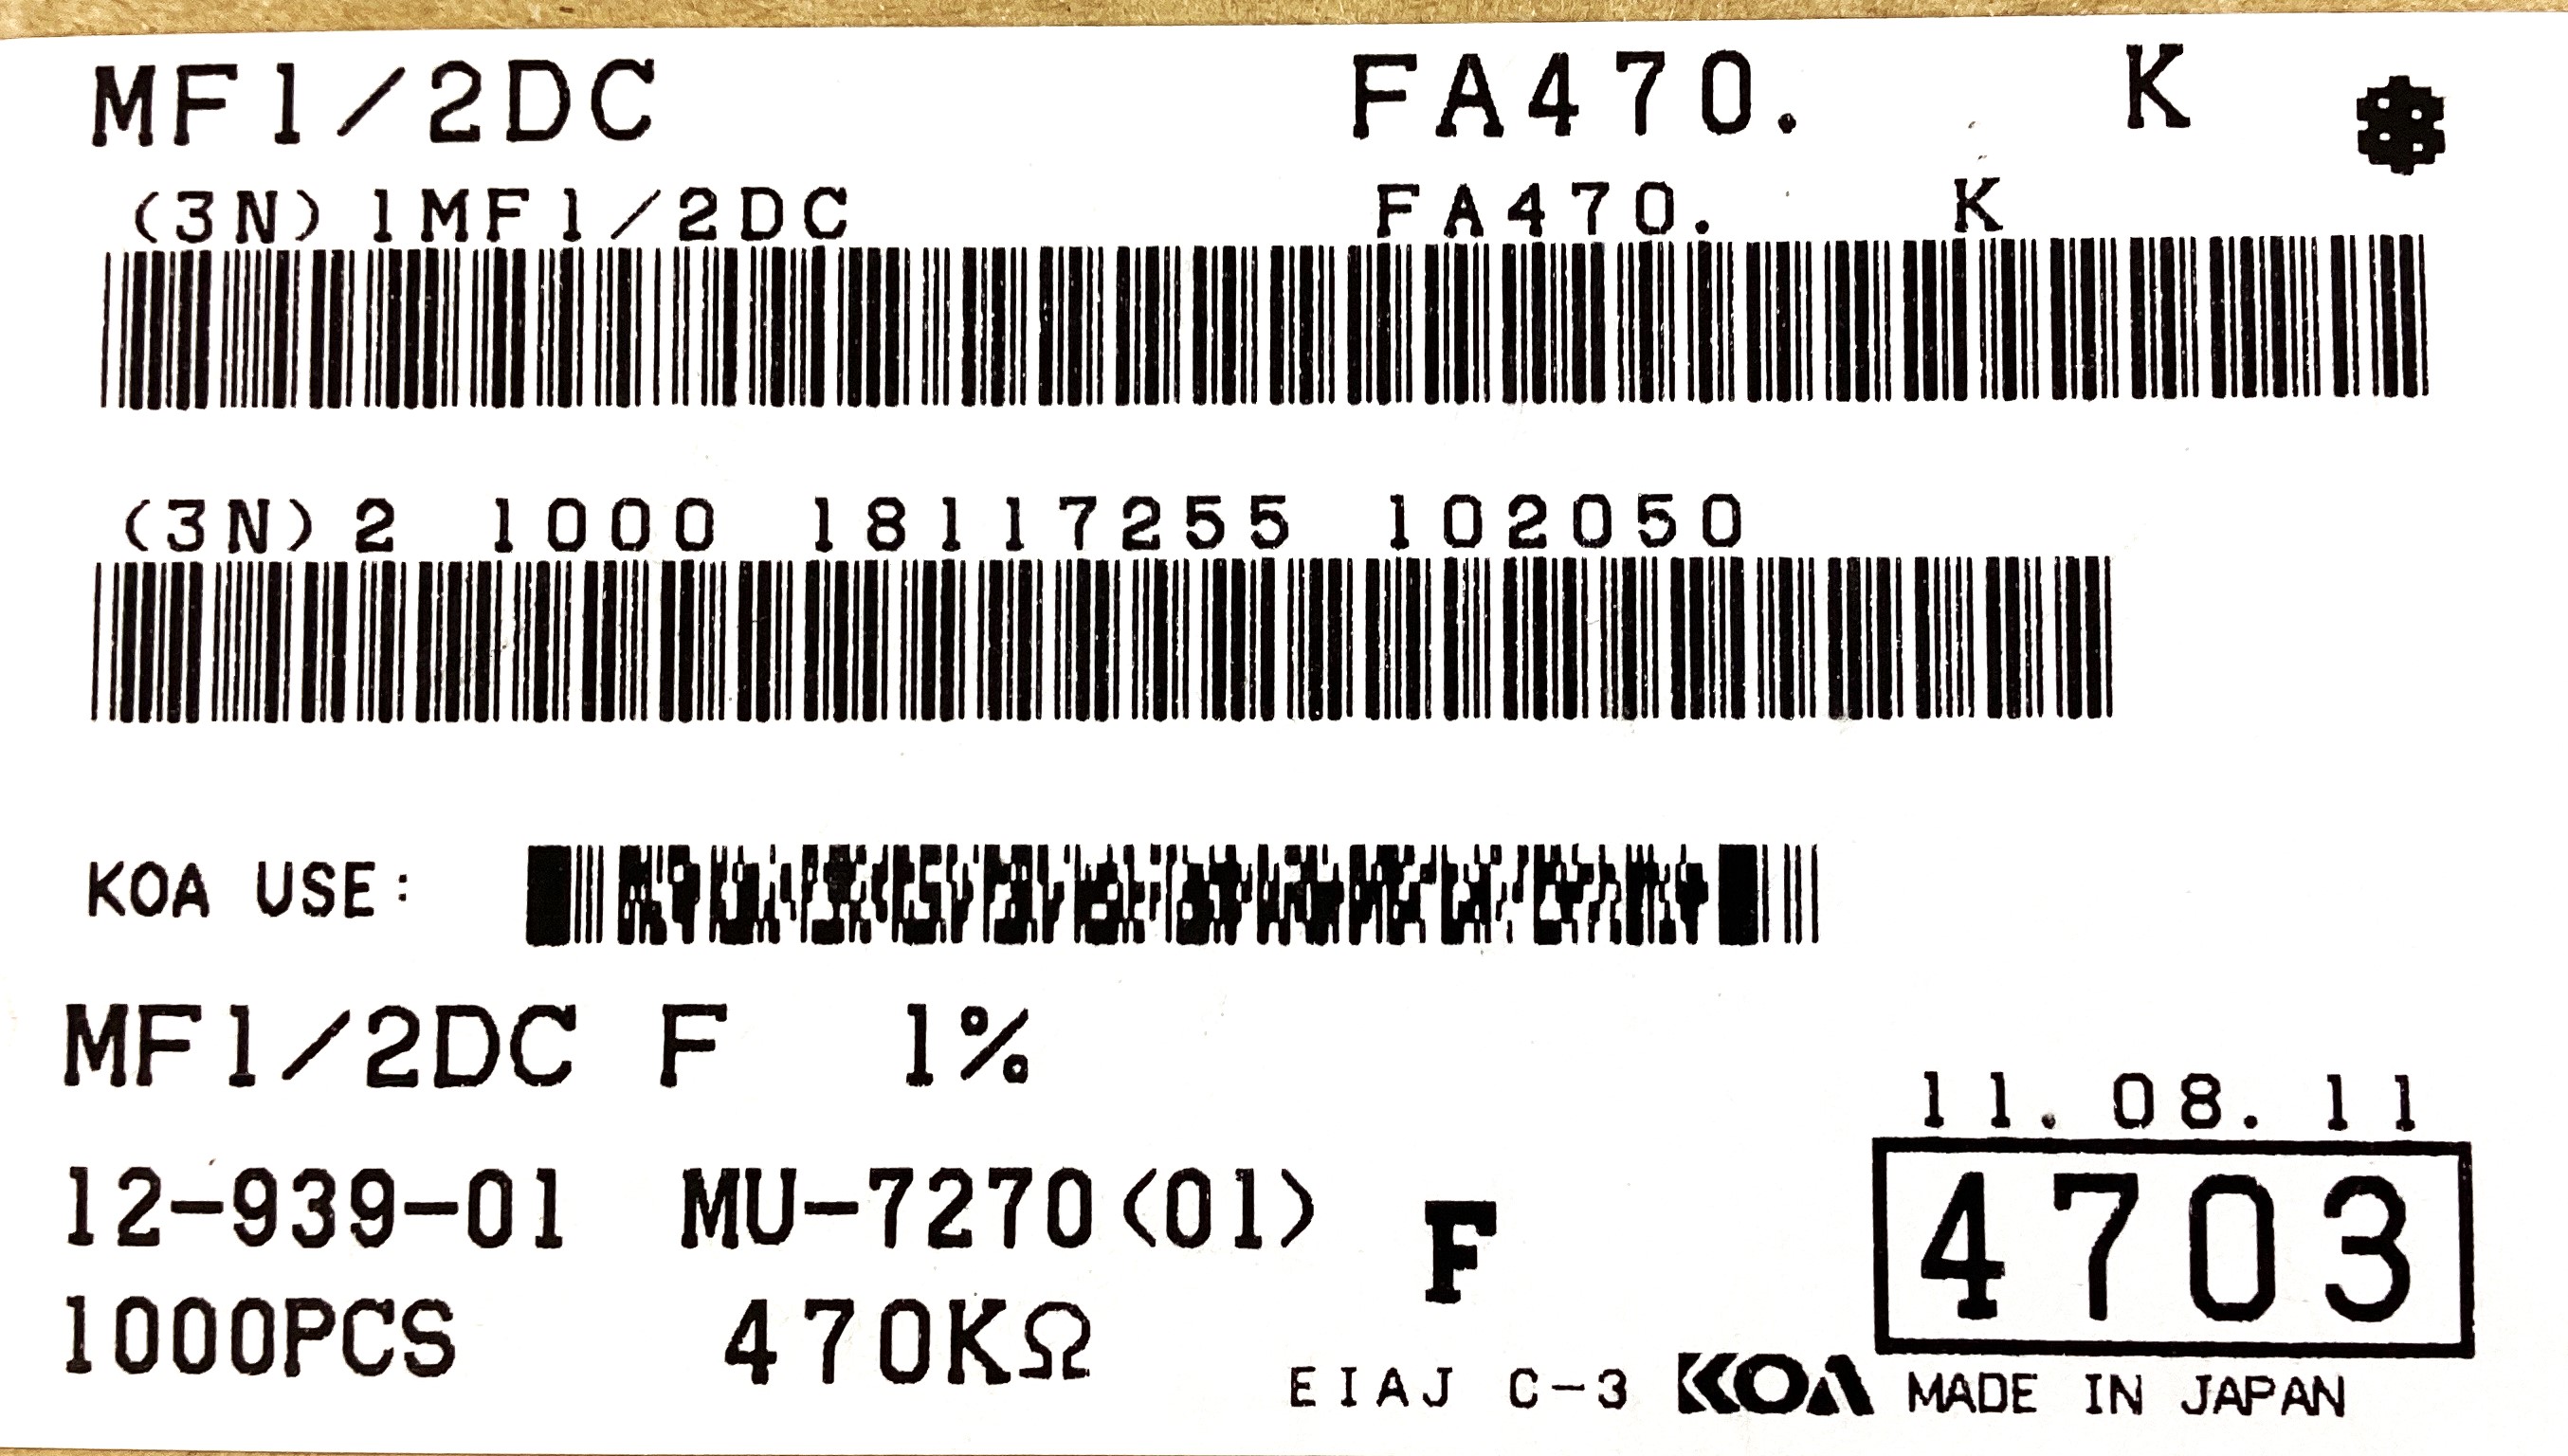 MF1/2DC FA470. K
(3N)1MF1/2DC FA470. K
(3N)2 1000 18117255 102050
KOA USE:
MF1/2DC F 1%
11.08.11
12-939-01 MU-7270(01) F 4703
1000PCS 470KΩ
EIAJ C-3 KOA MADE IN JAPAN